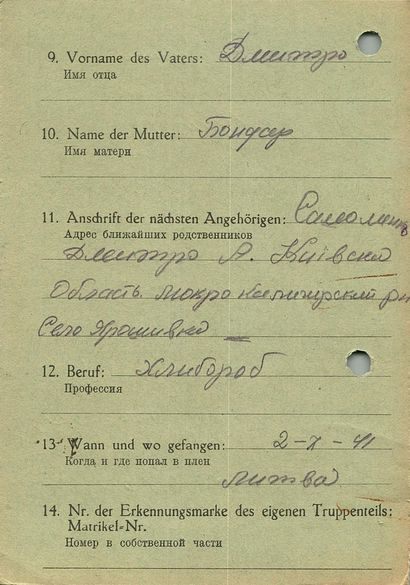 9. Vorname des Vaters: Дмитро
Имя отца
10. Name der Mutter: Бондар
Имя матери
11. Anschrift der nächsten Angehörigen:
Адрес ближайших родственников
Дмитро А. Київска
Область Мокро Калигирский рн
Село Ярошивка —
12. Beruf: Хлибороб
Профессия
13. Wann und wo gefangen: 2-X-41
Когда и где попал в плен
Литва
14. Nr. der Erkennungsmarke des eigenen Truppenteils:
Matrikel-Nr.
Номер в собственной части